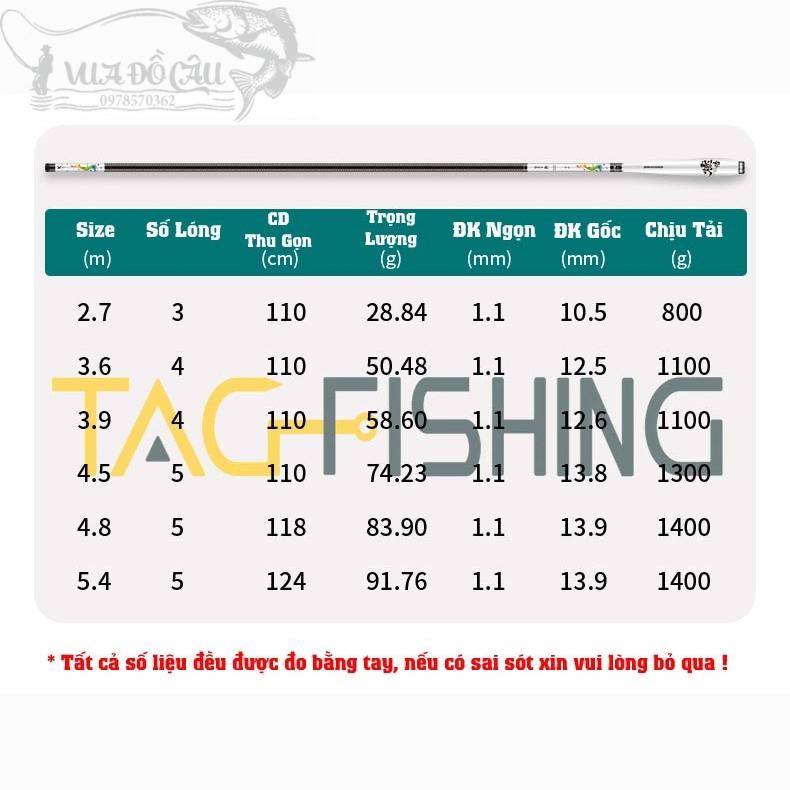 VUA ĐỒ CÂU
0978570362
Size Số Lóng CD Thu Gọn Trọng Lượng ĐK Ngọn ĐK Gốc Chịu Tải
(m) (cm) (g) (mm) (mm) (g)
2.7 3 110 28.84 1.1 10.5 800
3.6 4 110 50.48 1.1 12.5 1100
TAC FISHING
3.9 4 110 58.60 1.1 12.6 1100
4.5 5 110 74.23 1.1 13.8 1300
4.8 5 118 83.90 1.1 13.9 1400
5.4 5 124 91.76 1.1 13.9 1400
* Tất cả số liệu đều được đo bằng tay, nếu có sai sót xin vui lòng bỏ qua !